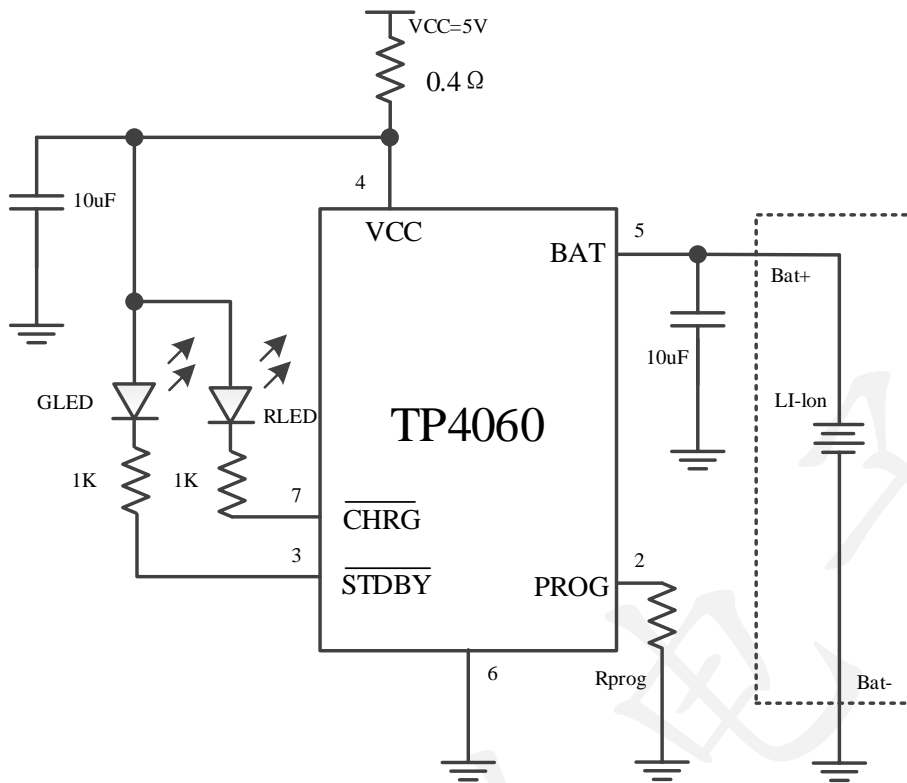 VCC=5V
0.4Ω
10uF
4
VCC
5
BAT
Bat+
10uF
GLED
RLED
LI-Ion
TP4060
1K
1K
7
CHRG
3
STDBY
2
PROG
6
Rprog
Bat-